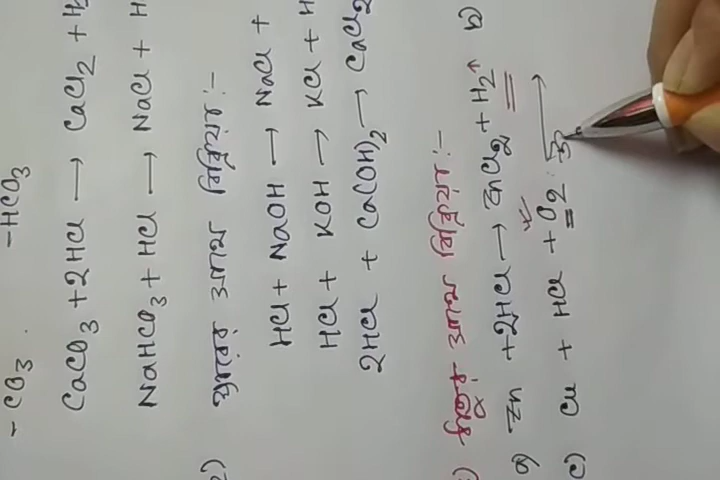 - CO3 . - HCO3
CaCO3 + 2HCl → CaCl2 + H2
NaHCO3 + HCl → NaCl + H
ক্ষারের সাথে বিক্রিয়া:-
HCl + NaOH → NaCl +
HCl + KOH → KCl + H
2HCl + Ca(OH)2 → CaCl2
ধাতুর সাথে বিক্রিয়া:-
a) Zn + 2HCl → ZnCl2 + H2↑ b)
c) Cu + HCl + O2